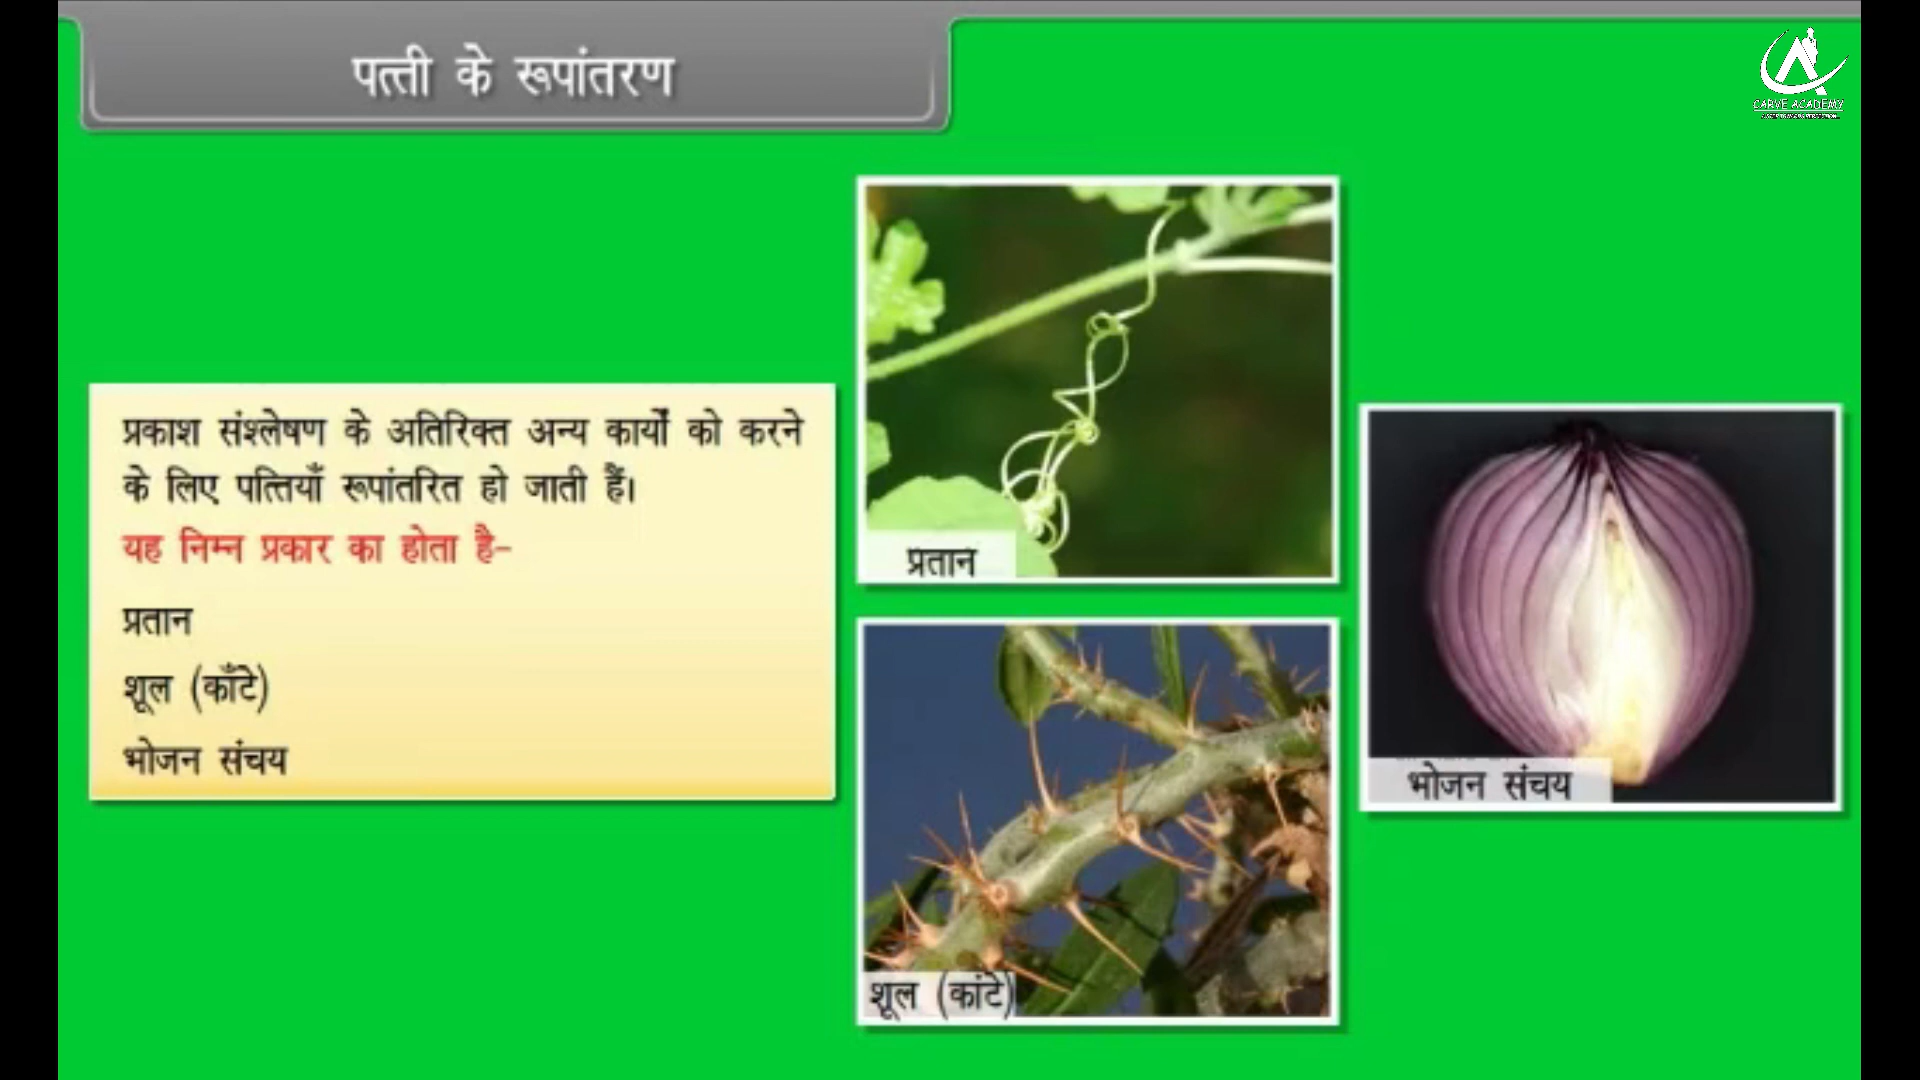 पत्ती के रूपांतरण
CARVE ACADEMY
प्रकाश संश्लेषण के अतिरिक्त अन्य कार्यों को करने
के लिए पत्तियाँ रूपांतरित हो जाती हैं।
यह निम्न प्रकार का होता है-
प्रतान
शूल (काँटे)
भोजन संचय
प्रतान
भोजन संचय
शूल (कांटे)